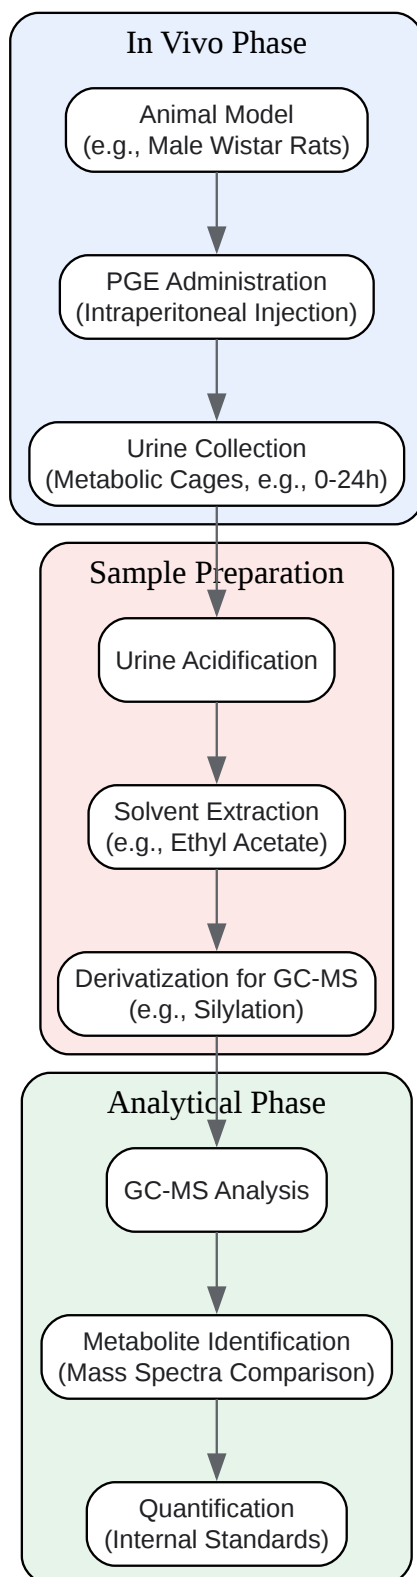 In Vivo Phase
Animal Model
(e.g., Male Wistar Rats)
PGE Administration
(Intraperitoneal Injection)
Urine Collection
(Metabolic Cages, e.g., 0-24h)
Sample Preparation
Urine Acidification
Solvent Extraction
(e.g., Ethyl Acetate)
Derivatization for GC-MS
(e.g., Silylation)
Analytical Phase
GC-MS Analysis
Metabolite Identification
(Mass Spectra Comparison)
Quantification
(Internal Standards)